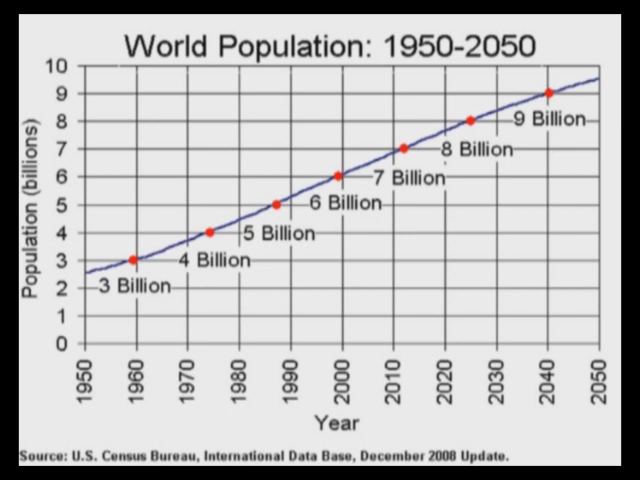 World Population: 1950-2050
Population (billions)
10
9
8
7
6
5
4
3
2
1
0
9 Billion
8 Billion
7 Billion
6 Billion
5 Billion
4 Billion
3 Billion
1950 1960 1970 1980 1990 2000 2010 2020 2030 2040 2050
Year
Source: U.S. Census Bureau, International Data Base, December 2008 Update.